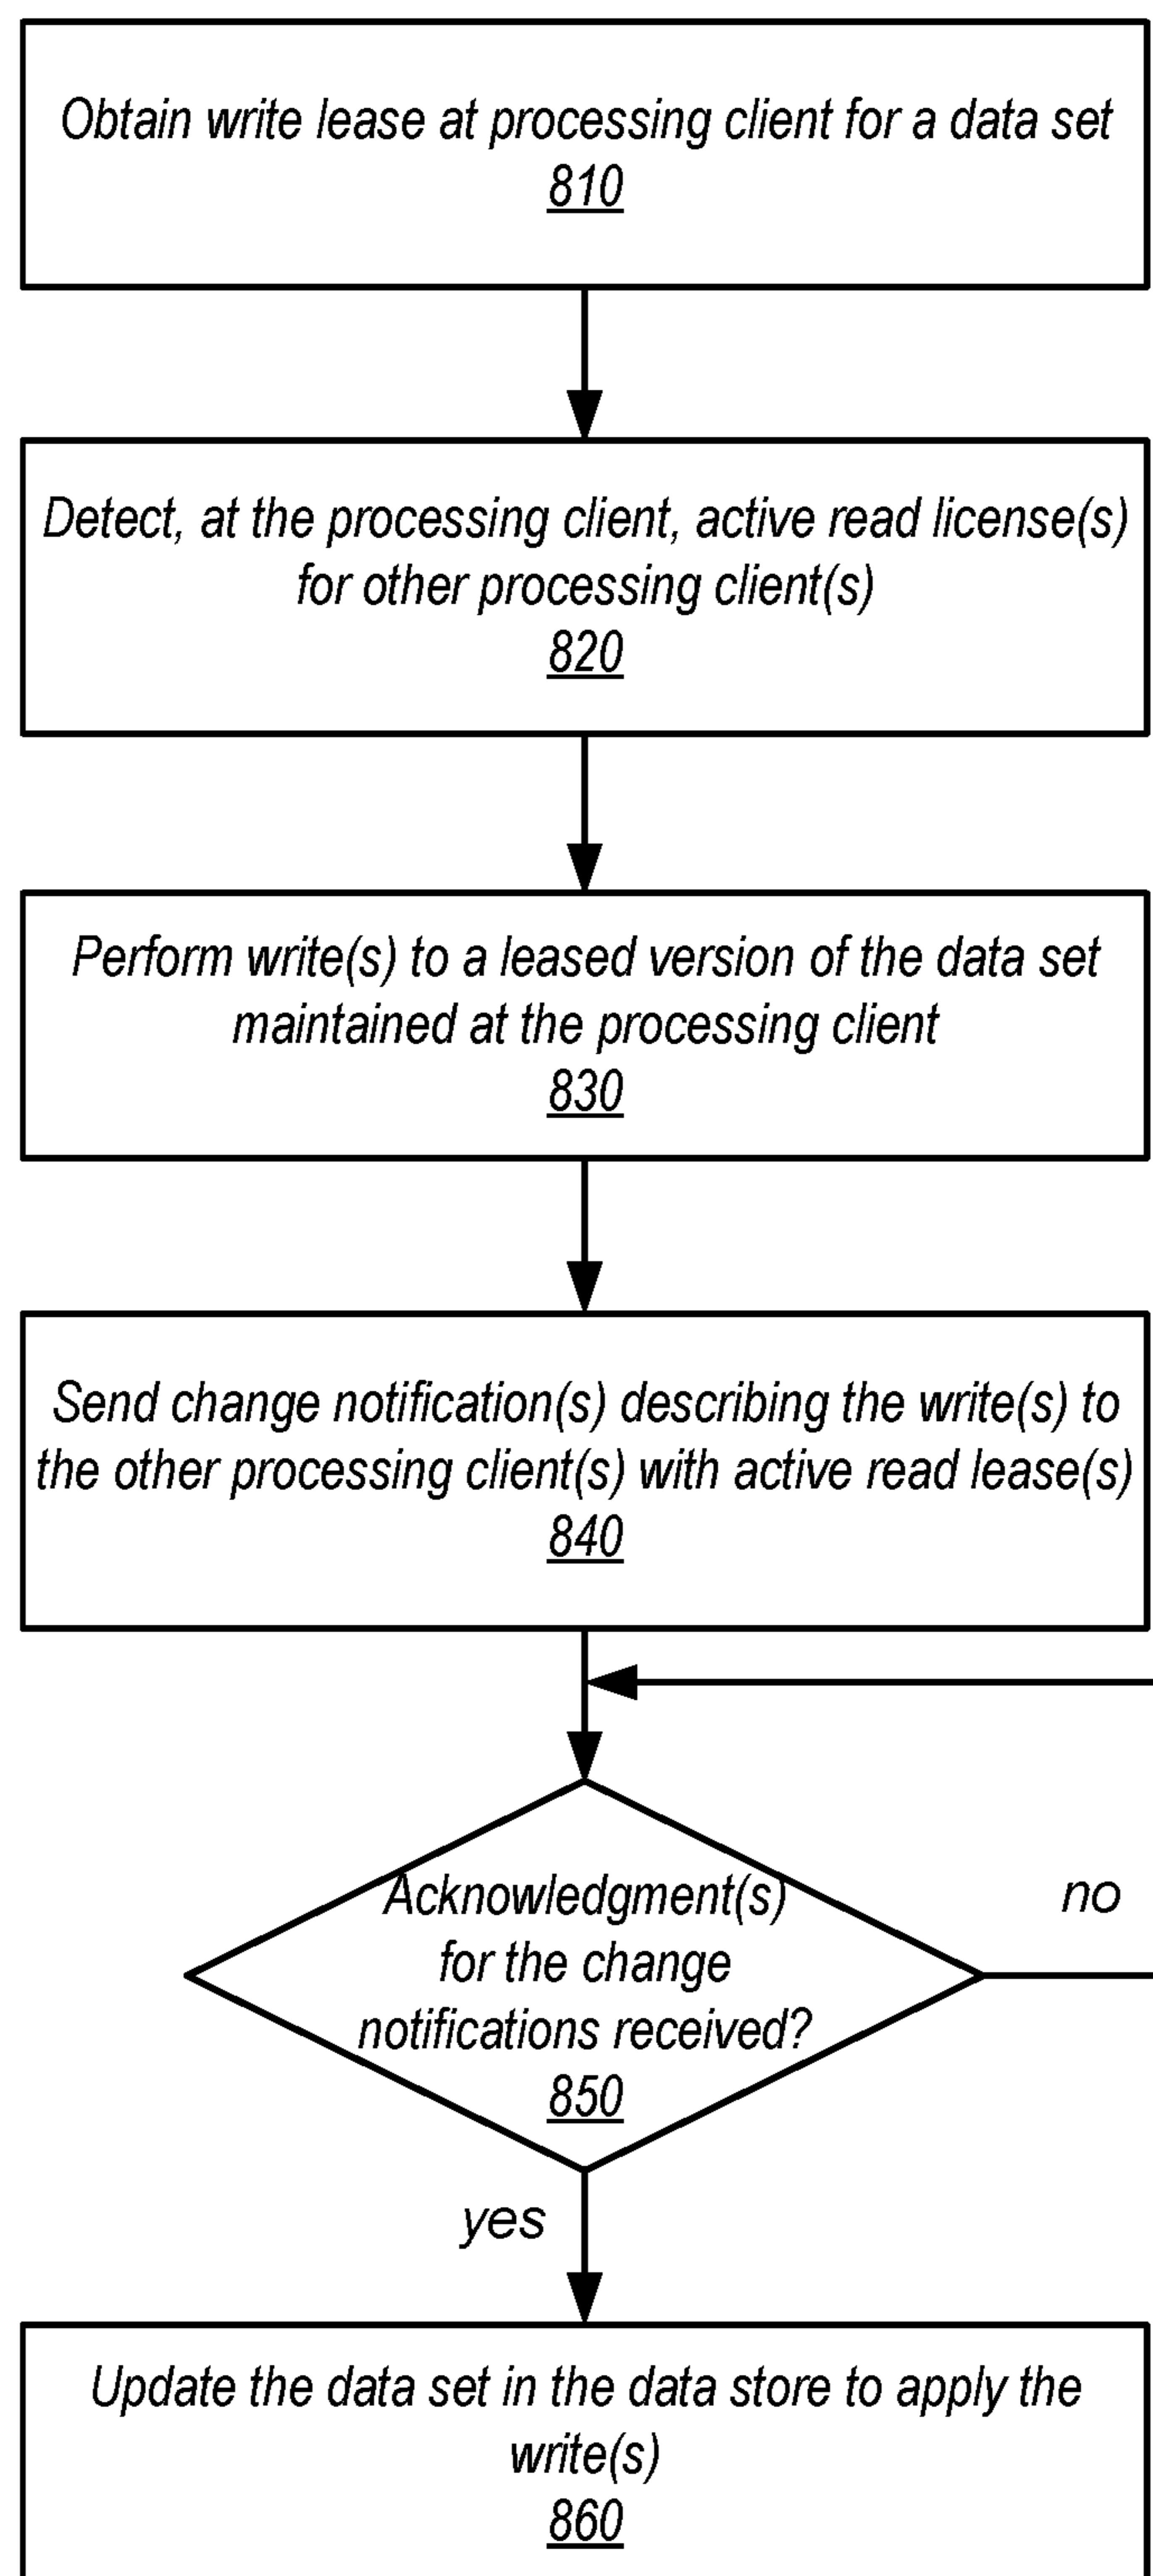 Obtain write lease at processing client for a data set
810
Detect, at the processing client, active read license(s)
for other processing client(s)
820
Perform write(s) to a leased version of the data set
maintained at the processing client
830
Send change notification(s) describing the write(s) to
the other processing client(s) with active read lease(s)
840
Acknowledgment(s)
for the change
notifications received?
850
no
yes
Update the data set in the data store to apply the
write(s)
860